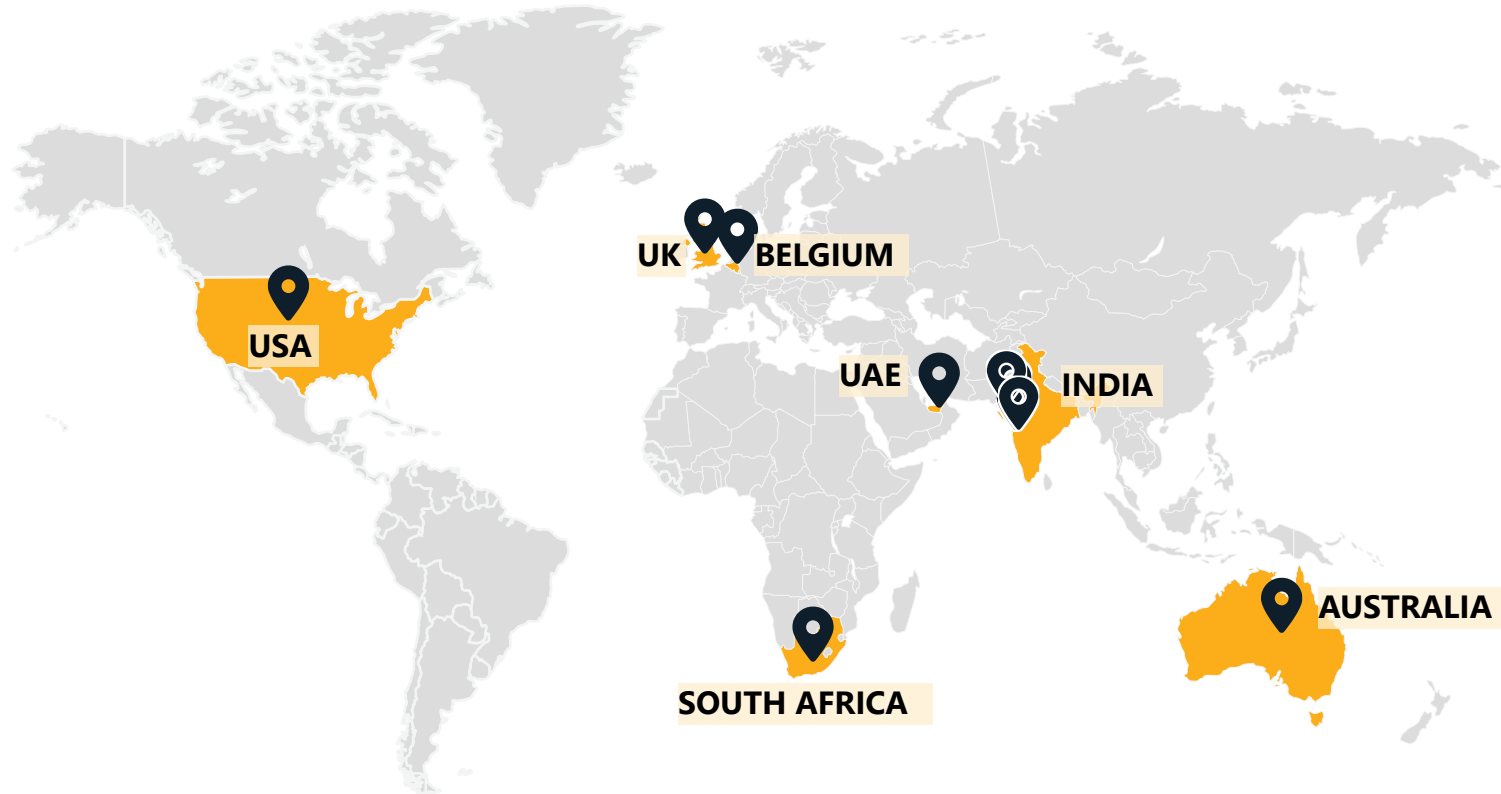 UK
BELGIUM
USA
UAE
INDIA
AUSTRALIA
SOUTH AFRICA